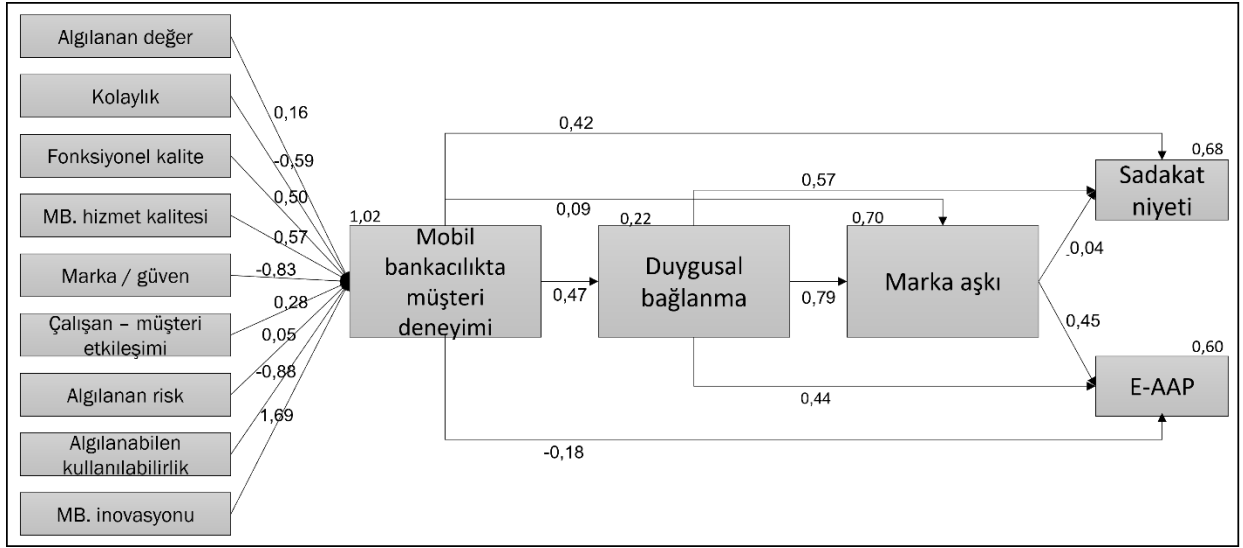 Algılanan değer
Kolaylık
Fonksiyonel kalite
MB. hizmet kalitesi
Marka / güven
Çalışan – müşteri
etkileşimi
Algılanan risk
Algılanabilen
kullanılabilirlik
MB. inovasyonu
0,16
-0,59
0,50
0,57
-0,83
0,28
0,05
-0,88
1,69
1,02
Mobil
bankacılıkta
müşteri
deneyimi
0,42
0,09
0,47
-0,18
0,22
Duygusal
bağlanma
0,57
0,79
0,44
0,70
Marka aşkı
-0,04
0,45
0,68
Sadakat
niyeti
0,60
E-AAP